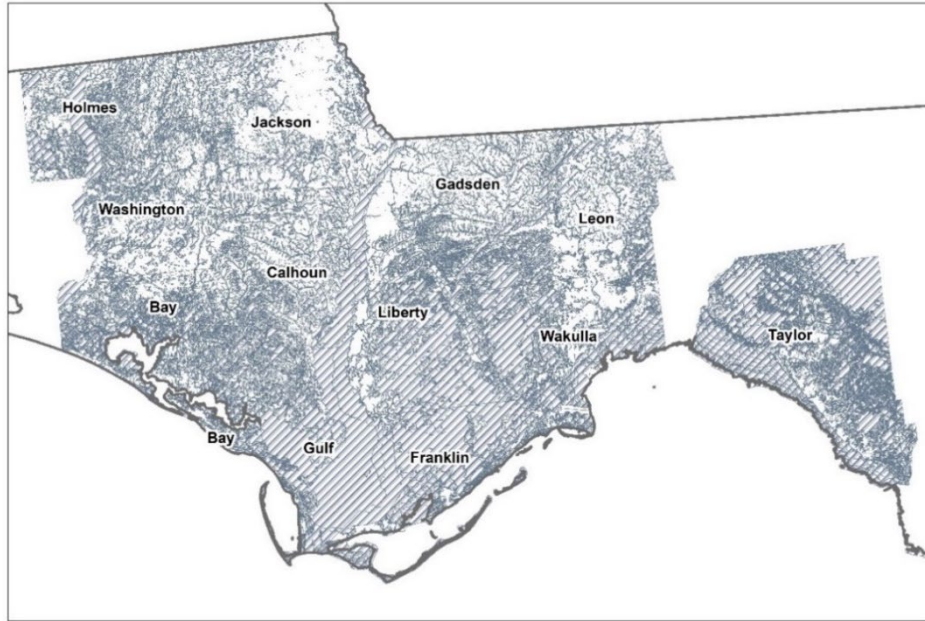 Holmes
Jackson
Gadsden
Washington
Leon
Calhoun
Bay
Liberty
Wakulla
Taylor
Bay
Gulf
Franklin